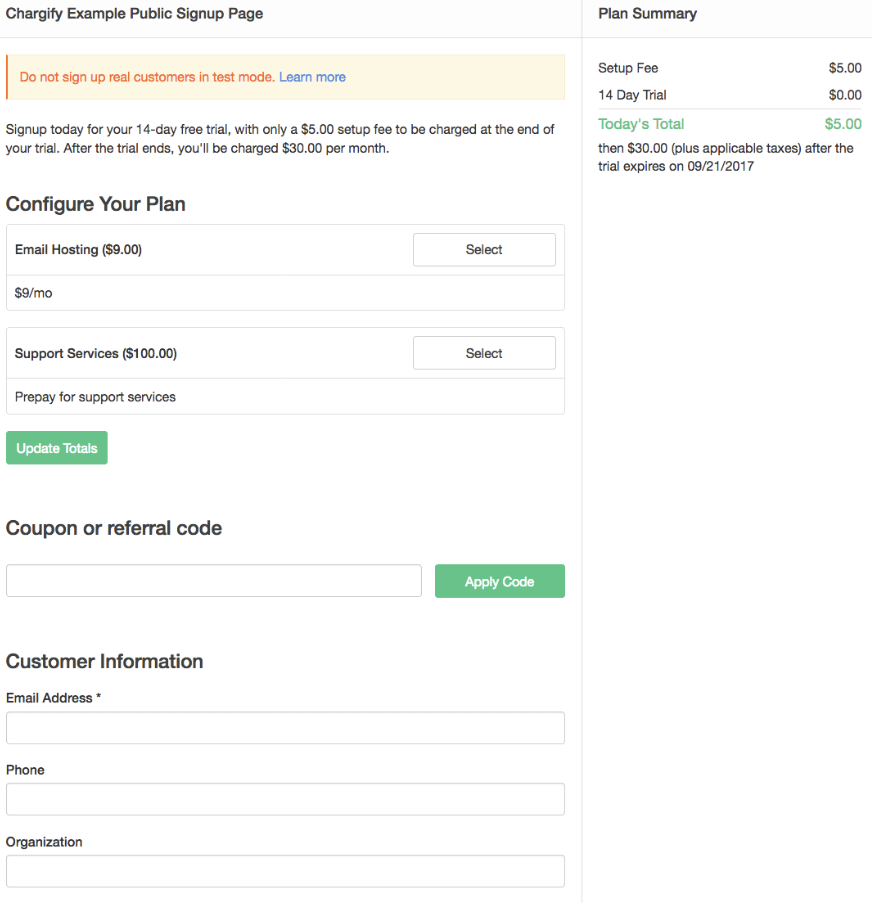 Chargify Example Public Signup Page
Do not sign up real customers in test mode. Learn more
Signup today for your 14-day free trial, with only a $5.00 setup fee to be charged at the end of
your trial. After the trial ends, you'll be charged $30.00 per month.
Configure Your Plan
Email Hosting ($9.00)
Select
$9/mo
Support Services ($100.00)
Select
Prepay for support services
Update Totals
Coupon or referral code
Apply Code
Customer Information
Email Address *
Phone
Organization
Plan Summary
Setup Fee $5.00
14 Day Trial $0.00
Today's Total $5.00
then $30.00 (plus applicable taxes) after the
trial expires on 09/21/2017